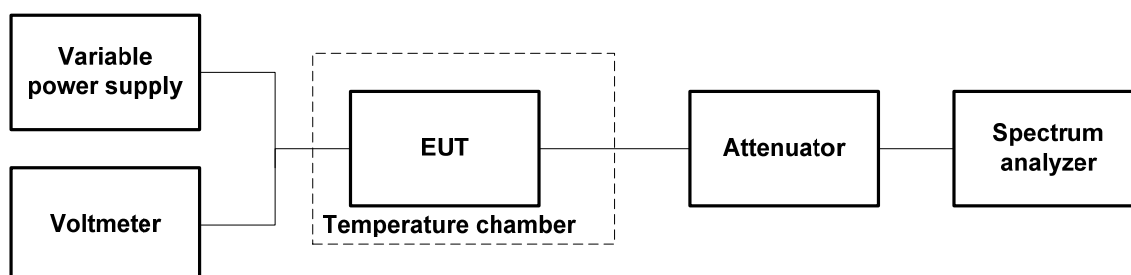 Variable
power supply
Voltmeter
EUT
Temperature chamber
Attenuator
Spectrum
analyzer